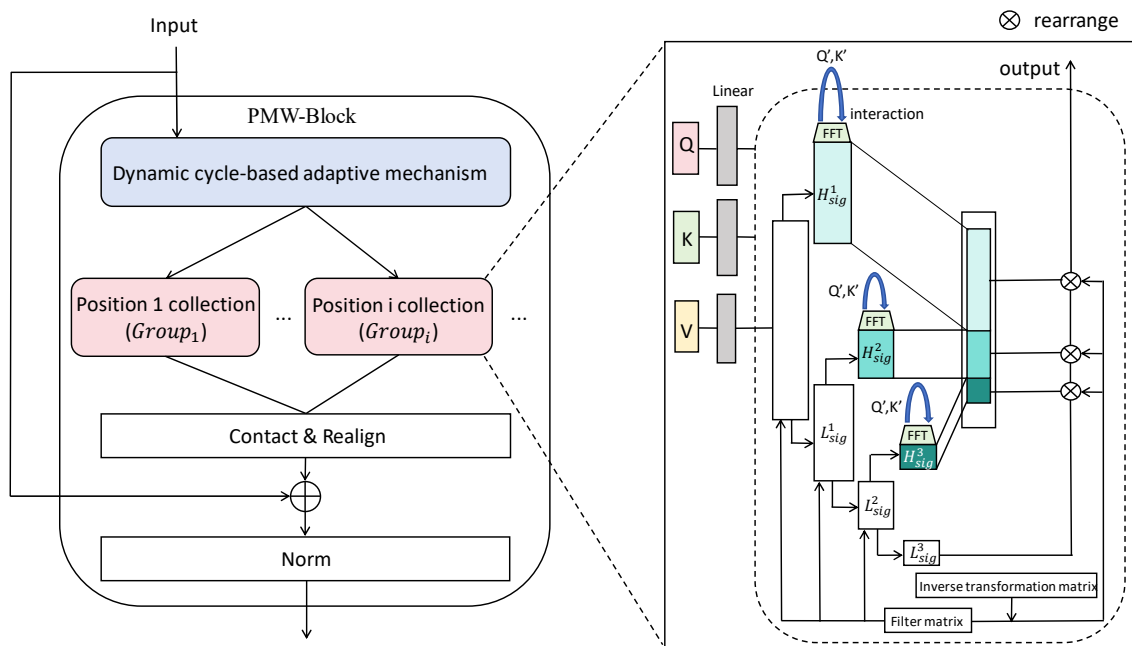 Input
PMW-Block
Dynamic cycle-based adaptive mechanism
Position 1 collection
(Group₁)
...
Position i collection
(Groupᵢ)
...
Contact & Realign
Norm
⊗ rearrange
output
Q',K'
interaction
Linear
FFT
Q
H¹sig
K
Q',K'
FFT
V
H²sig
Q',K'
FFT
L¹sig
H³sig
L²sig
L³sig
Inverse transformation matrix
Filter matrix